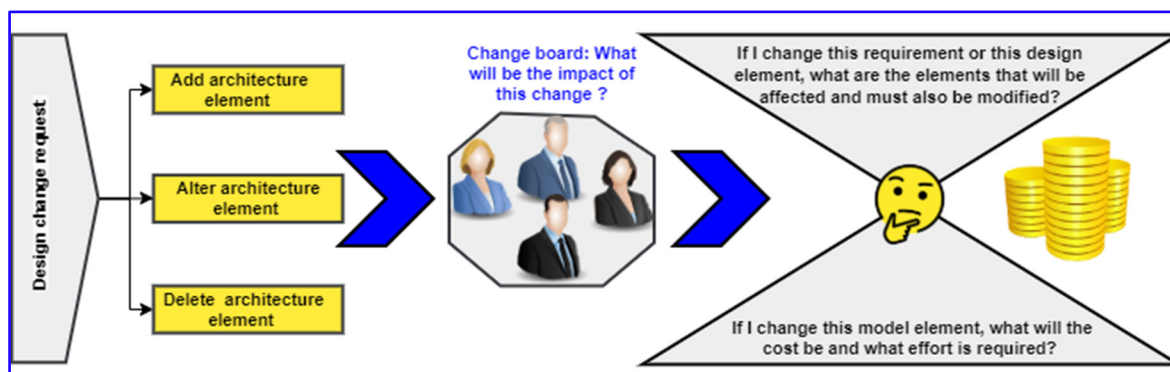 Design change request
Add architecture
element
Alter architecture
element
Delete architecture
element
Change board: What
will be the impact of
this change ?
If I change this requirement or this design
element, what are the elements that will be
affected and must also be modified?
If I change this model element, what will the
cost be and what effort is required?